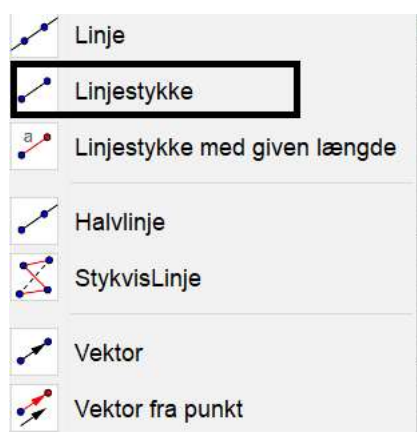 Linje
Linjestykke
a
Linjestykke med given længde
Halvlinje
StykvisLinje
Vektor
Vektor fra punkt